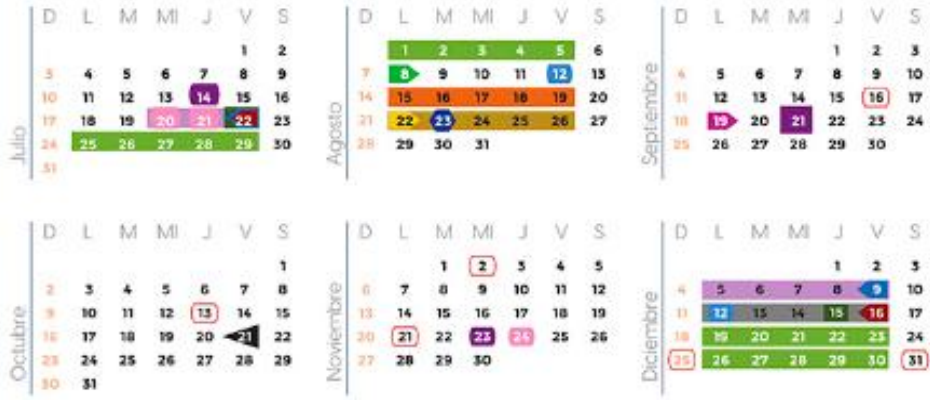 Julio
D L M MI J V S
1 2
3 4 5 6 7 8 9
10 11 12 13 14 15 16
17 18 19 20 21 22 23
24 25 26 27 28 29 30
31
Agosto
D L M MI J V S
1 2 3 4 5 6
7 8 9 10 11 12 13
14 15 16 17 18 19 20
21 22 23 24 25 26 27
28 29 30 31
Septiembre
D L M MI J V S
1 2 3
4 5 6 7 8 9 10
11 12 13 14 15 16 17
18 19 20 21 22 23 24
25 26 27 28 29 30
Octubre
D L M MI J V S
1
2 3 4 5 6 7 8
9 10 11 12 13 14 15
16 17 18 19 20 21 22
23 24 25 26 27 28 29
30 31
Noviembre
D L M MI J V S
1 2 3 4 5
6 7 8 9 10 11 12
13 14 15 16 17 18 19
20 21 22 23 24 25 26
27 28 29 30
Diciembre
D L M MI J V S
1 2 3
4 5 6 7 8 9 10
11 12 13 14 15 16 17
18 19 20 21 22 23 24
25 26 27 28 29 30 31